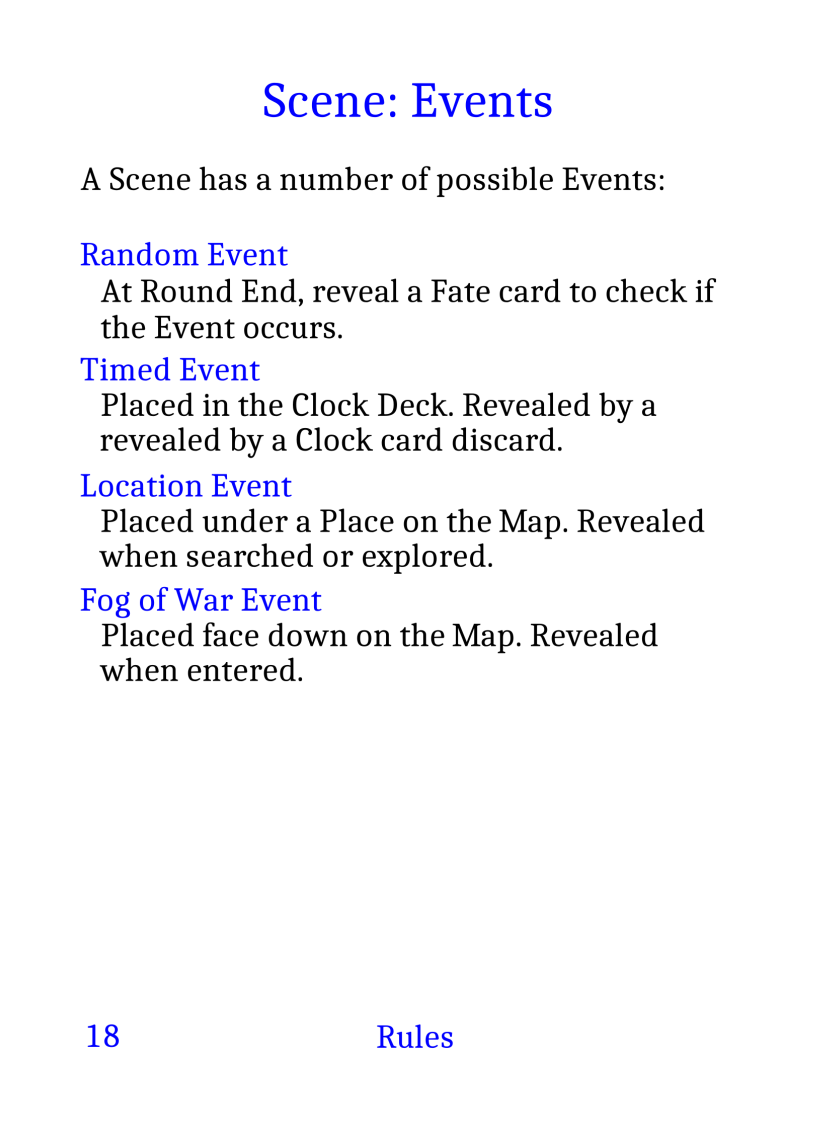 Scene: Events
A Scene has a number of possible Events:
Random Event
At Round End, reveal a Fate card to check if
the Event occurs.
Timed Event
Placed in the Clock Deck. Revealed by a
revealed by a Clock card discard.
Location Event
Placed under a Place on the Map. Revealed
when searched or explored.
Fog of War Event
Placed face down on the Map. Revealed
when entered.
18 Rules